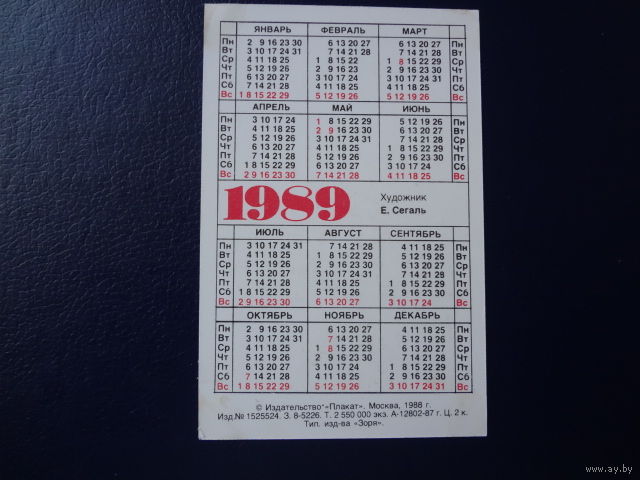 ЯНВАРЬ ФЕВРАЛЬ МАРТ
Пн 2 9 16 23 30 6 13 20 27 6 13 20 27 Пн
Вт 3 10 17 24 31 7 14 21 28 7 14 21 28 Вт
Ср 4 11 18 25 1 8 15 22 1 8 15 22 29 Ср
Чт 5 12 19 26 2 9 16 23 2 9 16 23 30 Чт
Пт 6 13 20 27 3 10 17 24 3 10 17 24 31 Пт
Сб 7 14 21 28 4 11 18 25 4 11 18 25 Сб
Вс 1 8 15 22 29 5 12 19 26 5 12 19 26 Вс
АПРЕЛЬ МАЙ ИЮНЬ
Пн 3 10 17 24 1 8 15 22 29 5 12 19 26 Пн
Вт 4 11 18 25 2 9 16 23 30 6 13 20 27 Вт
Ср 5 12 19 26 3 10 17 24 31 7 14 21 28 Ср
Чт 6 13 20 27 4 11 18 25 1 8 15 22 29 Чт
Пт 7 14 21 28 5 12 19 26 2 9 16 23 30 Пт
Сб 1 8 15 22 29 6 13 20 27 3 10 17 24 Сб
Вс 2 9 16 23 30 7 14 21 28 4 11 18 25 Вс
1989
Художник
Е. Сегаль
ИЮЛЬ АВГУСТ СЕНТЯБРЬ
Пн 3 10 17 24 31 7 14 21 28 4 11 18 25 Пн
Вт 4 11 18 25 1 8 15 22 29 5 12 19 26 Вт
Ср 5 12 19 26 2 9 16 23 30 6 13 20 27 Ср
Чт 6 13 20 27 3 10 17 24 31 7 14 21 28 Чт
Пт 7 14 21 28 4 11 18 25 1 8 15 22 29 Пт
Сб 1 8 15 22 29 5 12 19 26 2 9 16 23 30 Сб
Вс 2 9 16 23 30 6 13 20 27 3 10 17 24 Вс
ОКТЯБРЬ НОЯБРЬ ДЕКАБРЬ
Пн 2 9 16 23 30 6 13 20 27 4 11 18 25 Пн
Вт 3 10 17 24 31 7 14 21 28 5 12 19 26 Вт
Ср 4 11 18 25 1 8 15 22 29 6 13 20 27 Ср
Чт 5 12 19 26 2 9 16 23 30 7 14 21 28 Чт
Пт 6 13 20 27 3 10 17 24 1 8 15 22 29 Пт
Сб 7 14 21 28 4 11 18 25 2 9 16 23 30 Сб
Вс 1 8 15 22 29 5 12 19 26 3 10 17 24 31 Вс
© Издательство «Плакат». Москва, 1988 г.
Изд.№ 1525524. З. 8-5226. Т. 2 550 000 экз. А-12802-87 г. Ц. 2 к.
Тип. изд-ва «Зоря».
www.ay.by